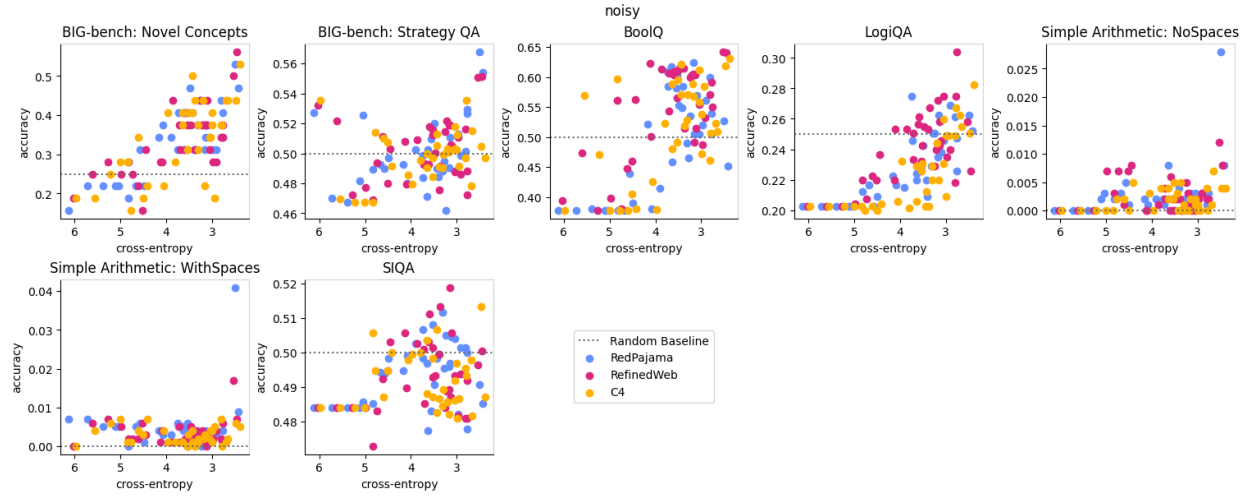 noisy
BIG-bench: Novel Concepts
accuracy
0.5
0.4
0.3
0.2
6 5 4 3
cross-entropy
BIG-bench: Strategy QA
accuracy
0.56
0.54
0.52
0.50
0.48
0.46
6 5 4 3
cross-entropy
BoolQ
accuracy
0.65
0.60
0.55
0.50
0.45
0.40
6 5 4 3
cross-entropy
LogiQA
accuracy
0.30
0.28
0.26
0.24
0.22
0.20
6 5 4 3
cross-entropy
Simple Arithmetic: NoSpaces
accuracy
0.025
0.020
0.015
0.010
0.005
0.000
6 5 4 3
cross-entropy
Simple Arithmetic: WithSpaces
accuracy
0.04
0.03
0.02
0.01
0.00
6 5 4 3
cross-entropy
SIQA
accuracy
0.52
0.51
0.50
0.49
0.48
6 5 4 3
cross-entropy
Random Baseline
RedPajama
RefinedWeb
C4